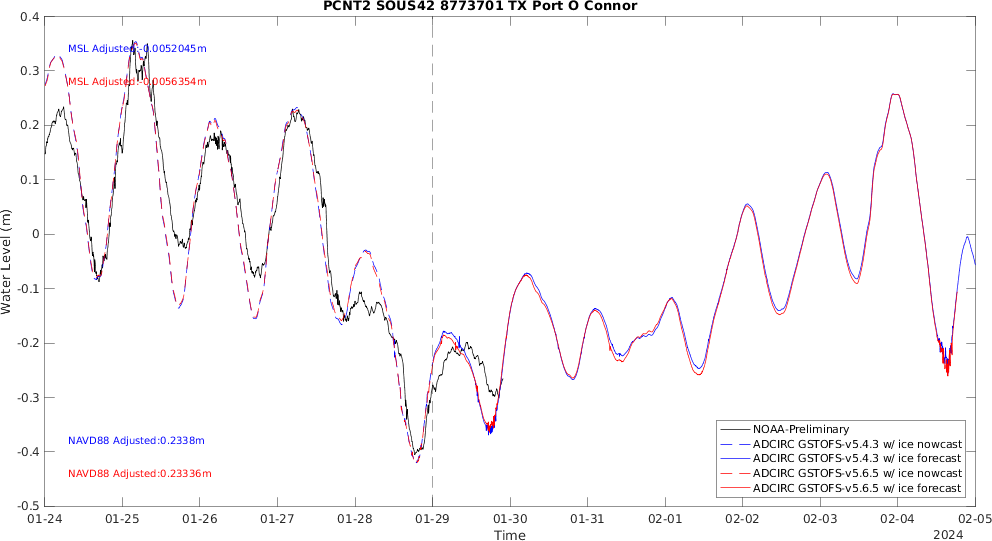 PCNT2 SOUS42 8773701 TX Port O Connor
0.4
0.3
0.2
0.1
0
-0.1
-0.2
-0.3
-0.4
-0.5
Water Level (m)
MSL Adjusted:-0.0052045m
MSL Adjusted:-0.0056354m
NAVD88 Adjusted:0.2338m
NAVD88 Adjusted:0.23336m
NOAA-Preliminary
ADCIRC GSTOFS-v5.4.3 w/ ice nowcast
ADCIRC GSTOFS-v5.4.3 w/ ice forecast
ADCIRC GSTOFS-v5.6.5 w/ ice nowcast
ADCIRC GSTOFS-v5.6.5 w/ ice forecast
01-24 01-25 01-26 01-27 01-28 01-29 01-30 01-31 02-01 02-02 02-03 02-04 02-05
Time
2024